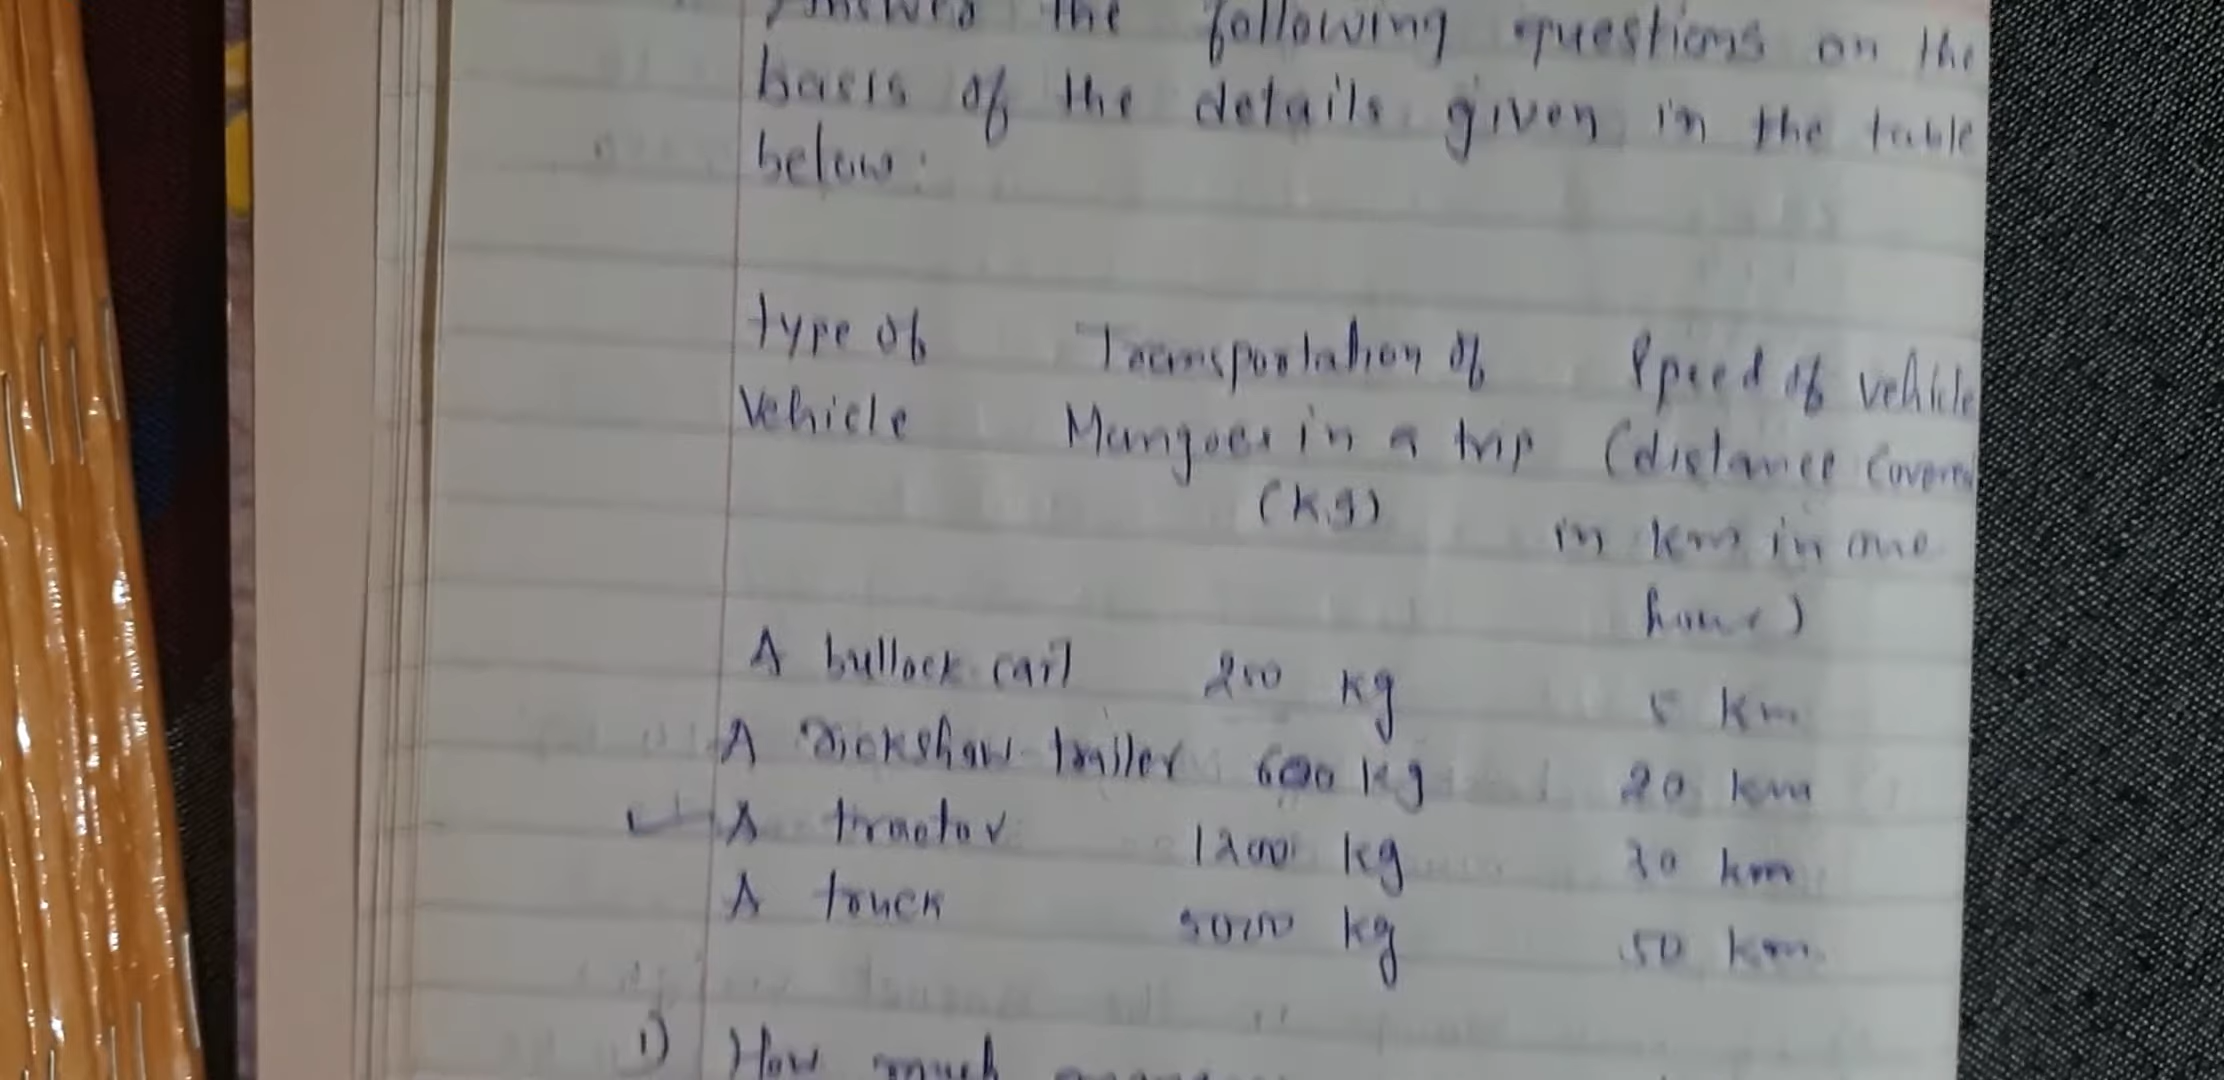 Answer the following questions on the
basis of the details given in the table
below:
type of Transportation of Speed of vehicle
Vehicle Mangoes in a trip (distance Covered
(kg) in km in one
hour)
A bullock cart 200 kg 5 km
A rickshaw trailer 600 kg 20 km
A tractor 1200 kg 30 km
A truck 5000 kg 50 km
1) How much